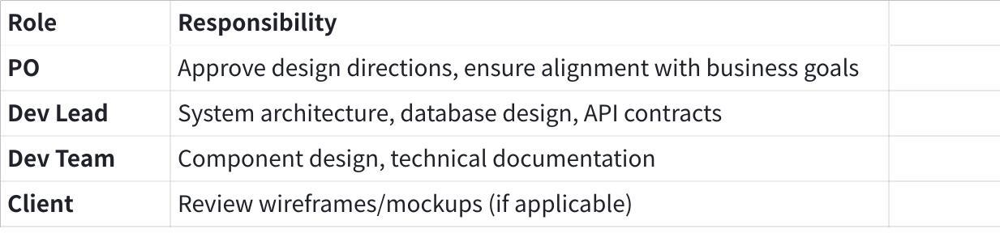 Role Responsibility
PO Approve design directions, ensure alignment with business goals
Dev Lead System architecture, database design, API contracts
Dev Team Component design, technical documentation
Client Review wireframes/mockups (if applicable)